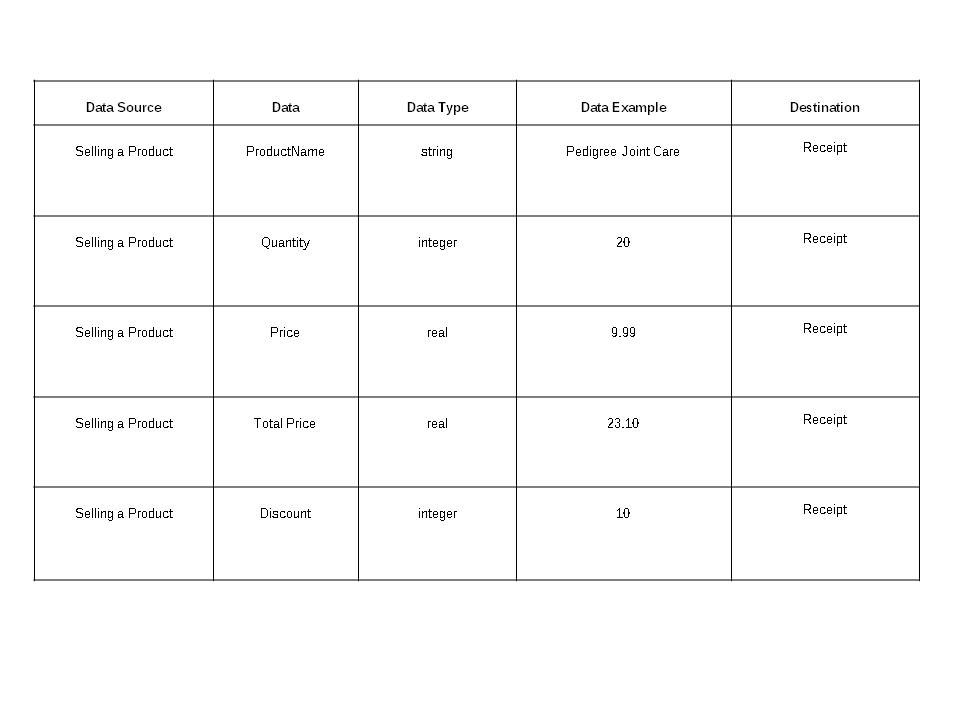 Data Source Data Data Type Data Example Destination
Selling a Product ProductName string Pedigree Joint Care Receipt
Selling a Product Quantity integer 20 Receipt
Selling a Product Price real 9.99 Receipt
Selling a Product Total Price real 23.10 Receipt
Selling a Product Discount integer 10 Receipt